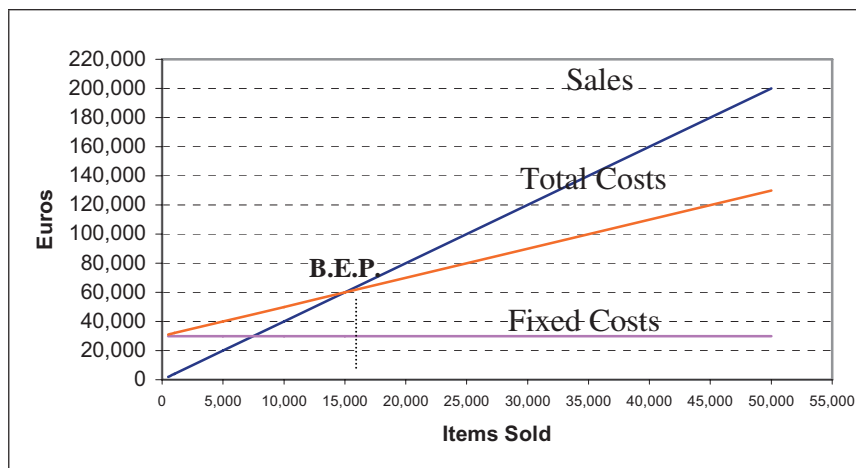 220,000
200,000
180,000
160,000
140,000
120,000
100,000
80,000
60,000
40,000
20,000
0
Euros
Sales
Total Costs
B.E.P.
Fixed Costs
0 5,000 10,000 15,000 20,000 25,000 30,000 35,000 40,000 45,000 50,000 55,000
Items Sold